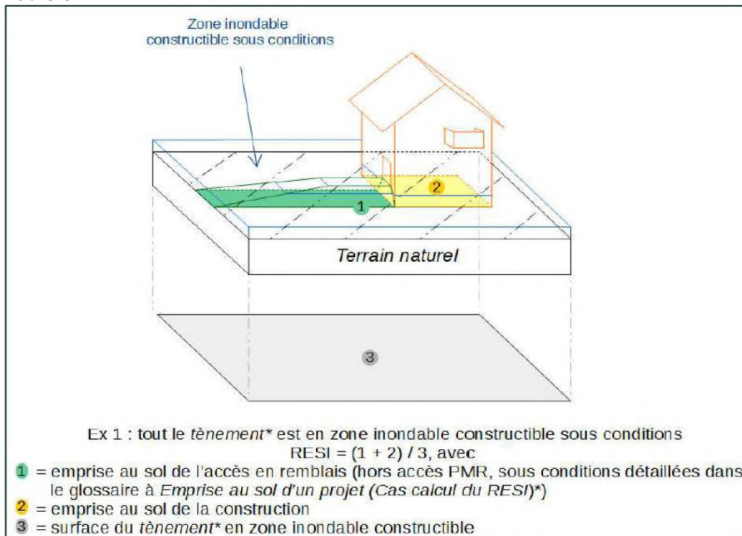 Zone inondable
constructible sous conditions
2
1
Terrain naturel
3
Ex 1 : tout le tènement* est en zone inondable constructible sous conditions
RESI = (1 + 2) / 3, avec
1 = emprise au sol de l'accès en remblais (hors accès PMR, sous conditions détaillées dans
le glossaire à Emprise au sol d'un projet (Cas calcul du RESI)*)
2 = emprise au sol de la construction
3 = surface du tènement* en zone inondable constructible